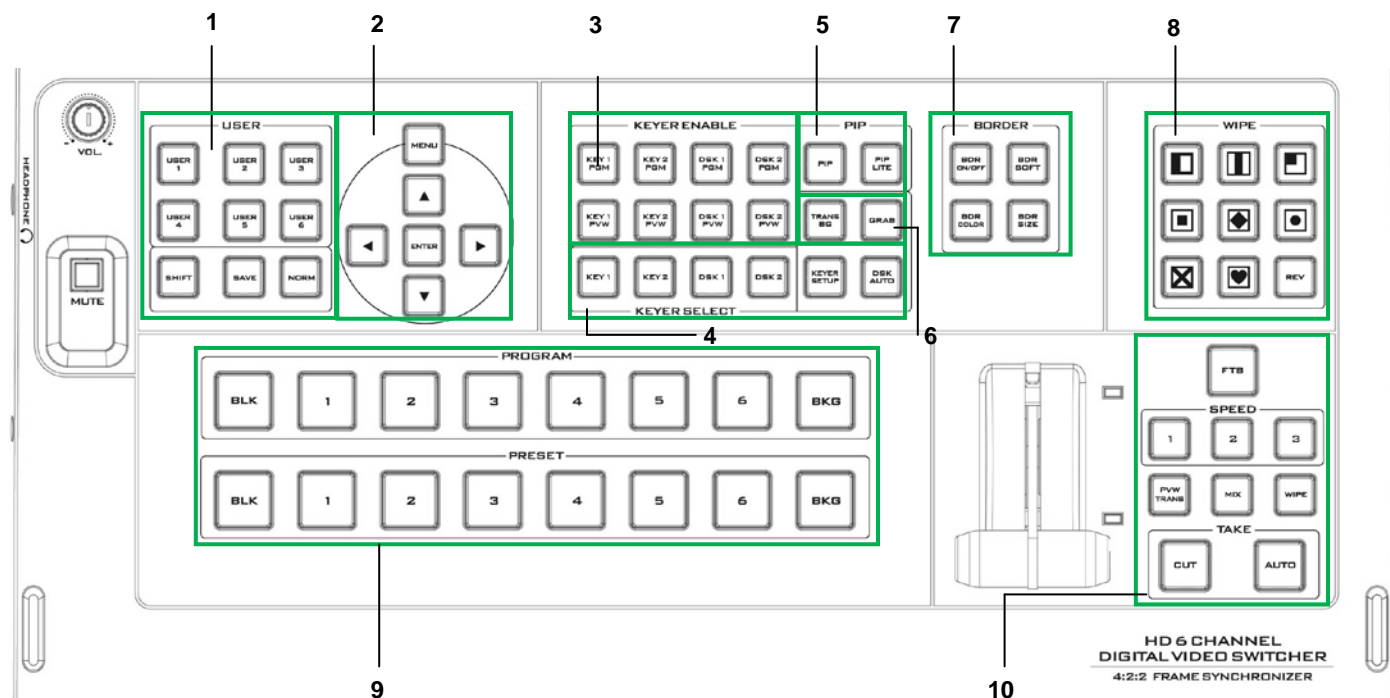 1 2 3 5 7 8
VOL.
HEADPHONE
MUTE
USER
USER 1 USER 2 USER 3
USER 4 USER 5 USER 6
SHIFT SAVE NORM
MENU
ENTER
KEYER ENABLE
KEY 1 PGM KEY 2 PGM DSK 1 PGM DSK 2 PGM
KEY 1 PVW KEY 2 PVW DSK 1 PVW DSK 2 PVW
KEY 1 KEY 2 DSK 1 DSK 2
KEYER SELECT
4
PIP
PIP PIP LITE
TRANS BG GRAB
KEYER SETUP DSK AUTO
6
BORDER
BDR ON/OFF BDR SOFT
BDR COLOR BDR SIZE
WIPE
REV
PROGRAM
BLK 1 2 3 4 5 6 BKG
PRESET
BLK 1 2 3 4 5 6 BKG
FTB
SPEED
1 2 3
PVW TRANS MIX WIPE
TAKE
CUT AUTO
HD 6 CHANNEL
DIGITAL VIDEO SWITCHER
4:2:2 FRAME SYNCHRONIZER
9 10